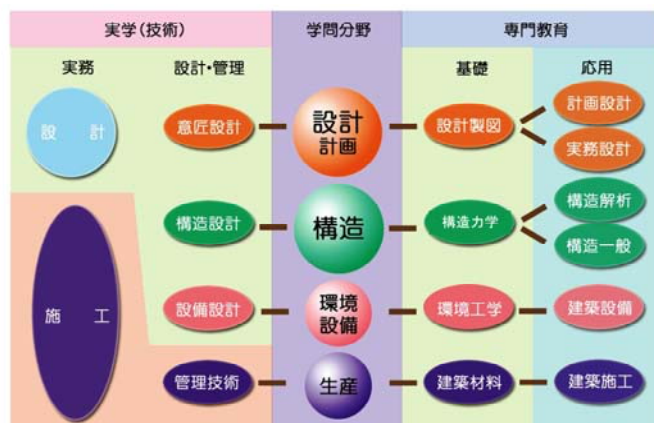 実学(技術)
学問分野
専門教育
実務
設計・管理
基礎
応用
設計
意匠設計
設計
計画
設計製図
計画設計
実務設計
構造設計
構造
構造力学
構造解析
構造一般
施工
設備設計
環境
設備
環境工学
建築設備
管理技術
生産
建築材料
建築施工